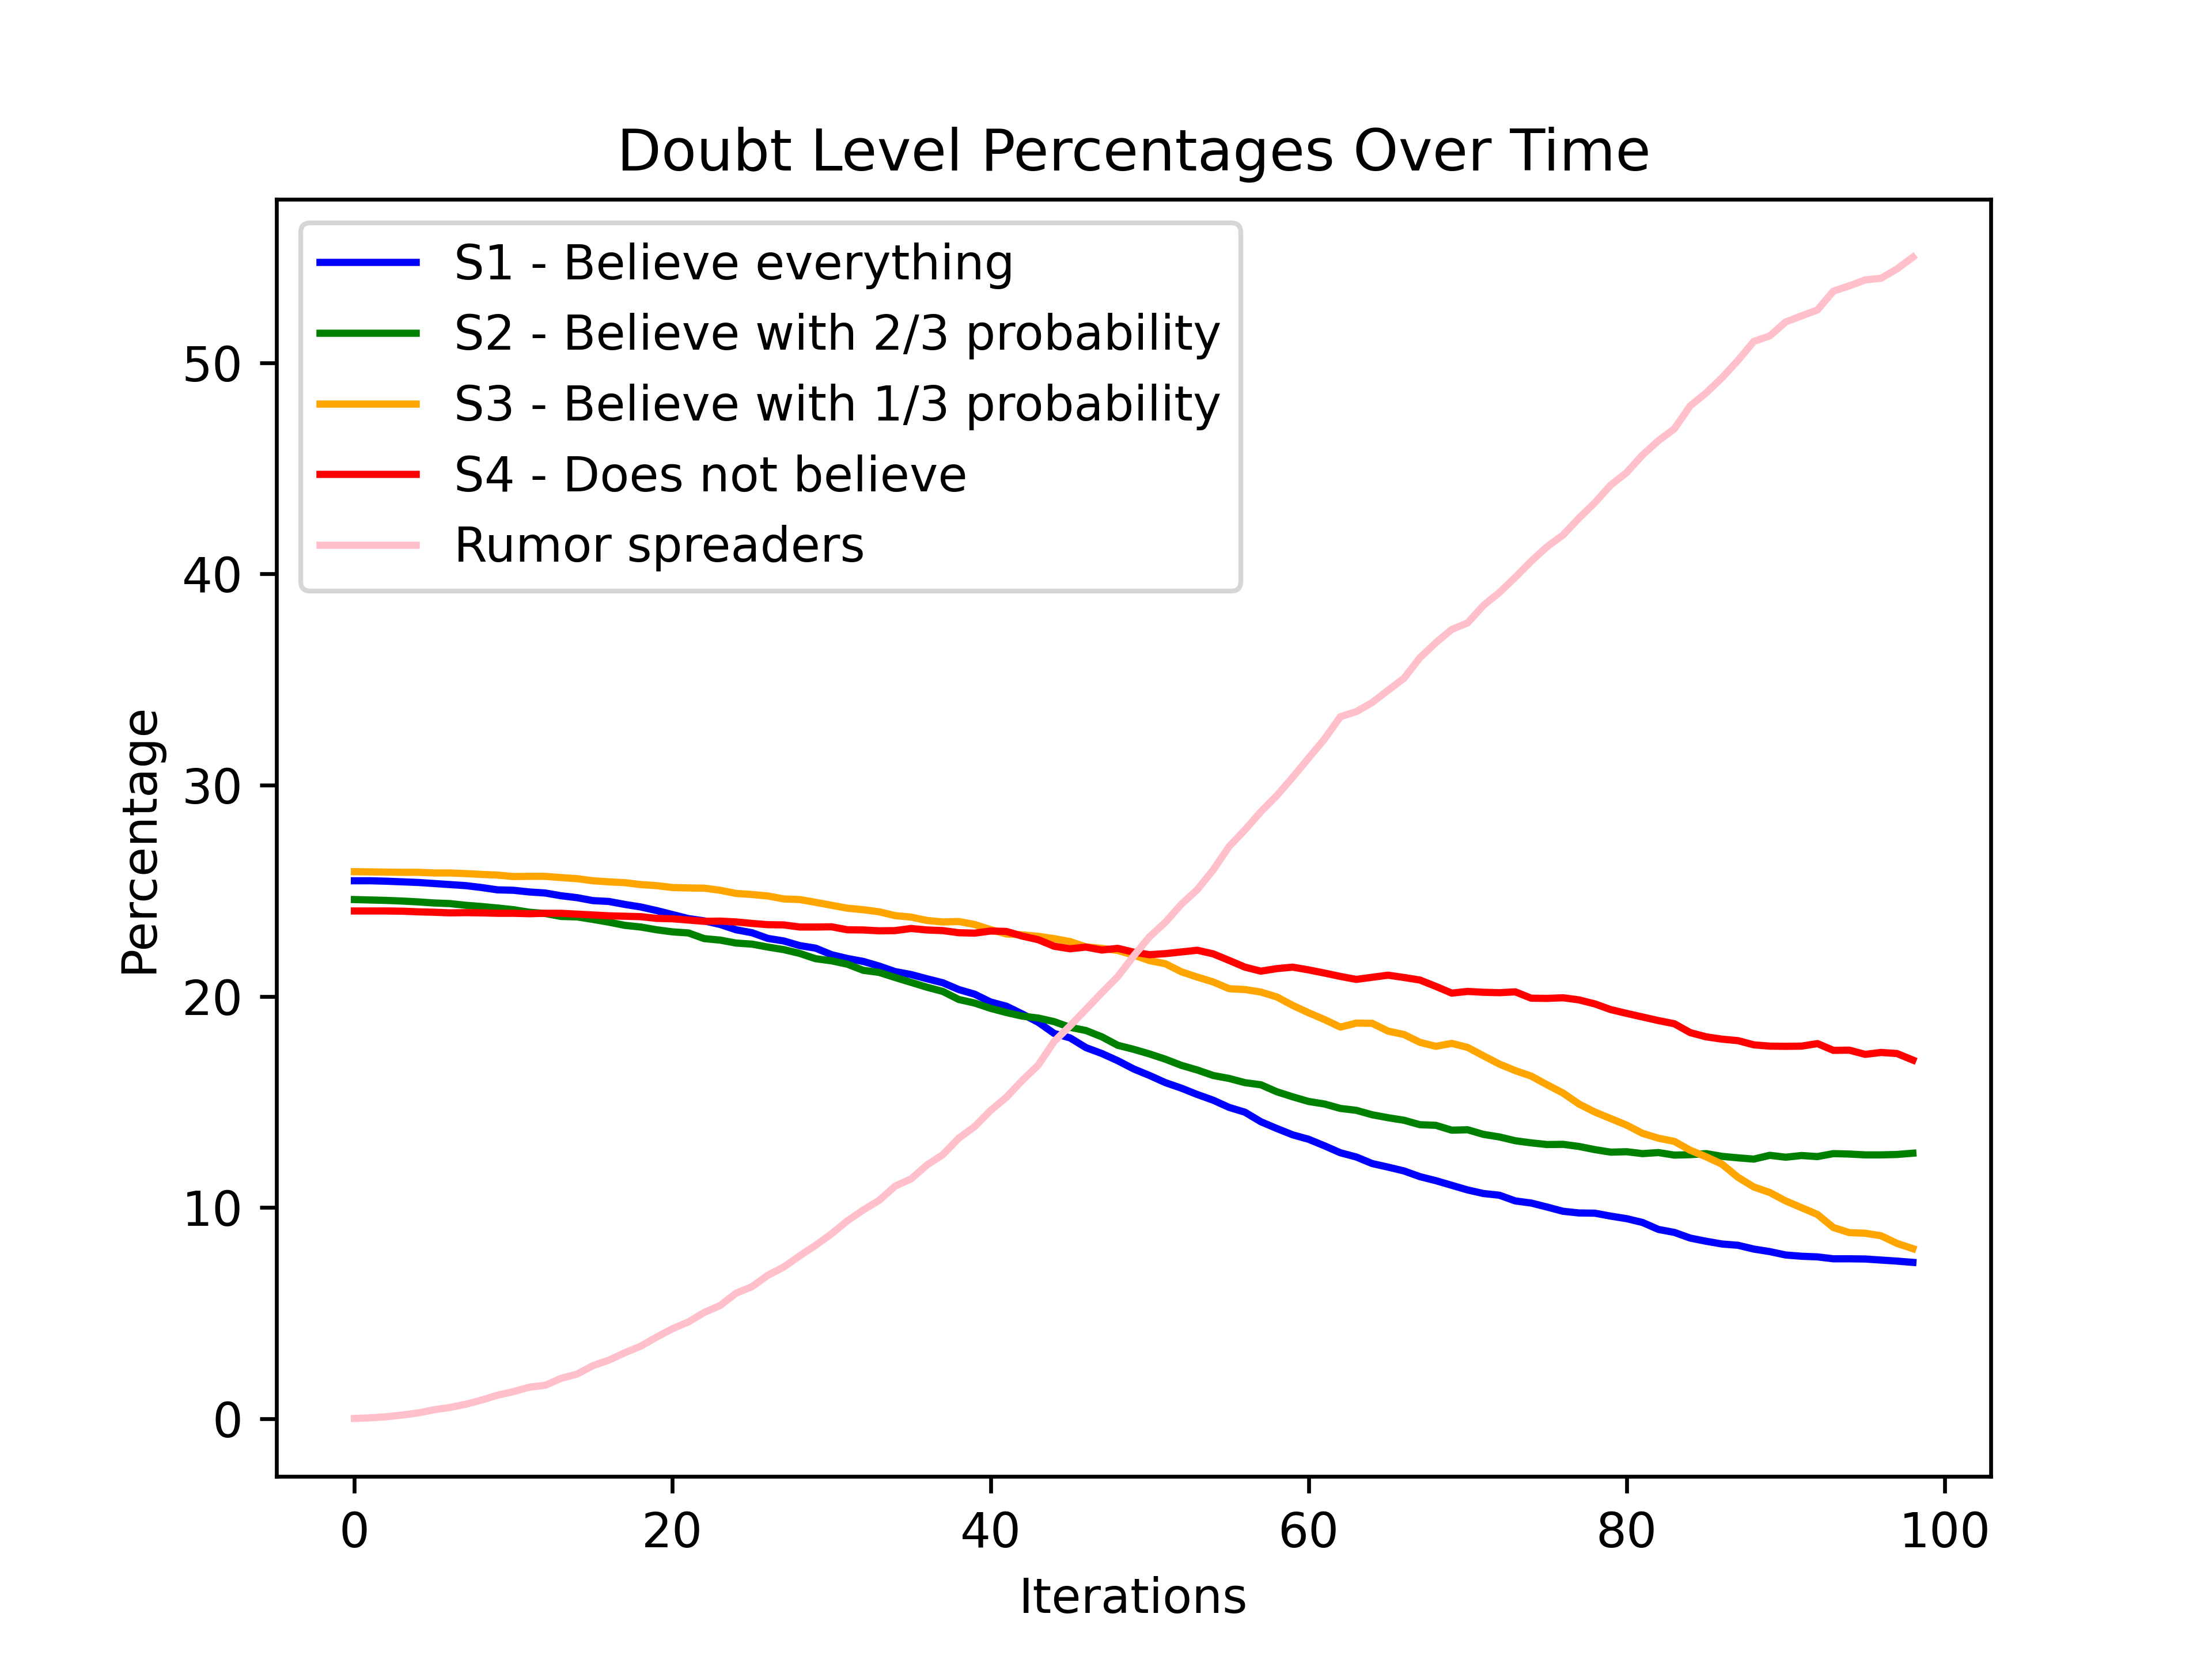 Doubt Level Percentages Over Time
S1 - Believe everything
S2 - Believe with 2/3 probability
S3 - Believe with 1/3 probability
S4 - Does not believe
Rumor spreaders
Percentage
50
40
30
20
10
0
0 20 40 60 80 100
Iterations